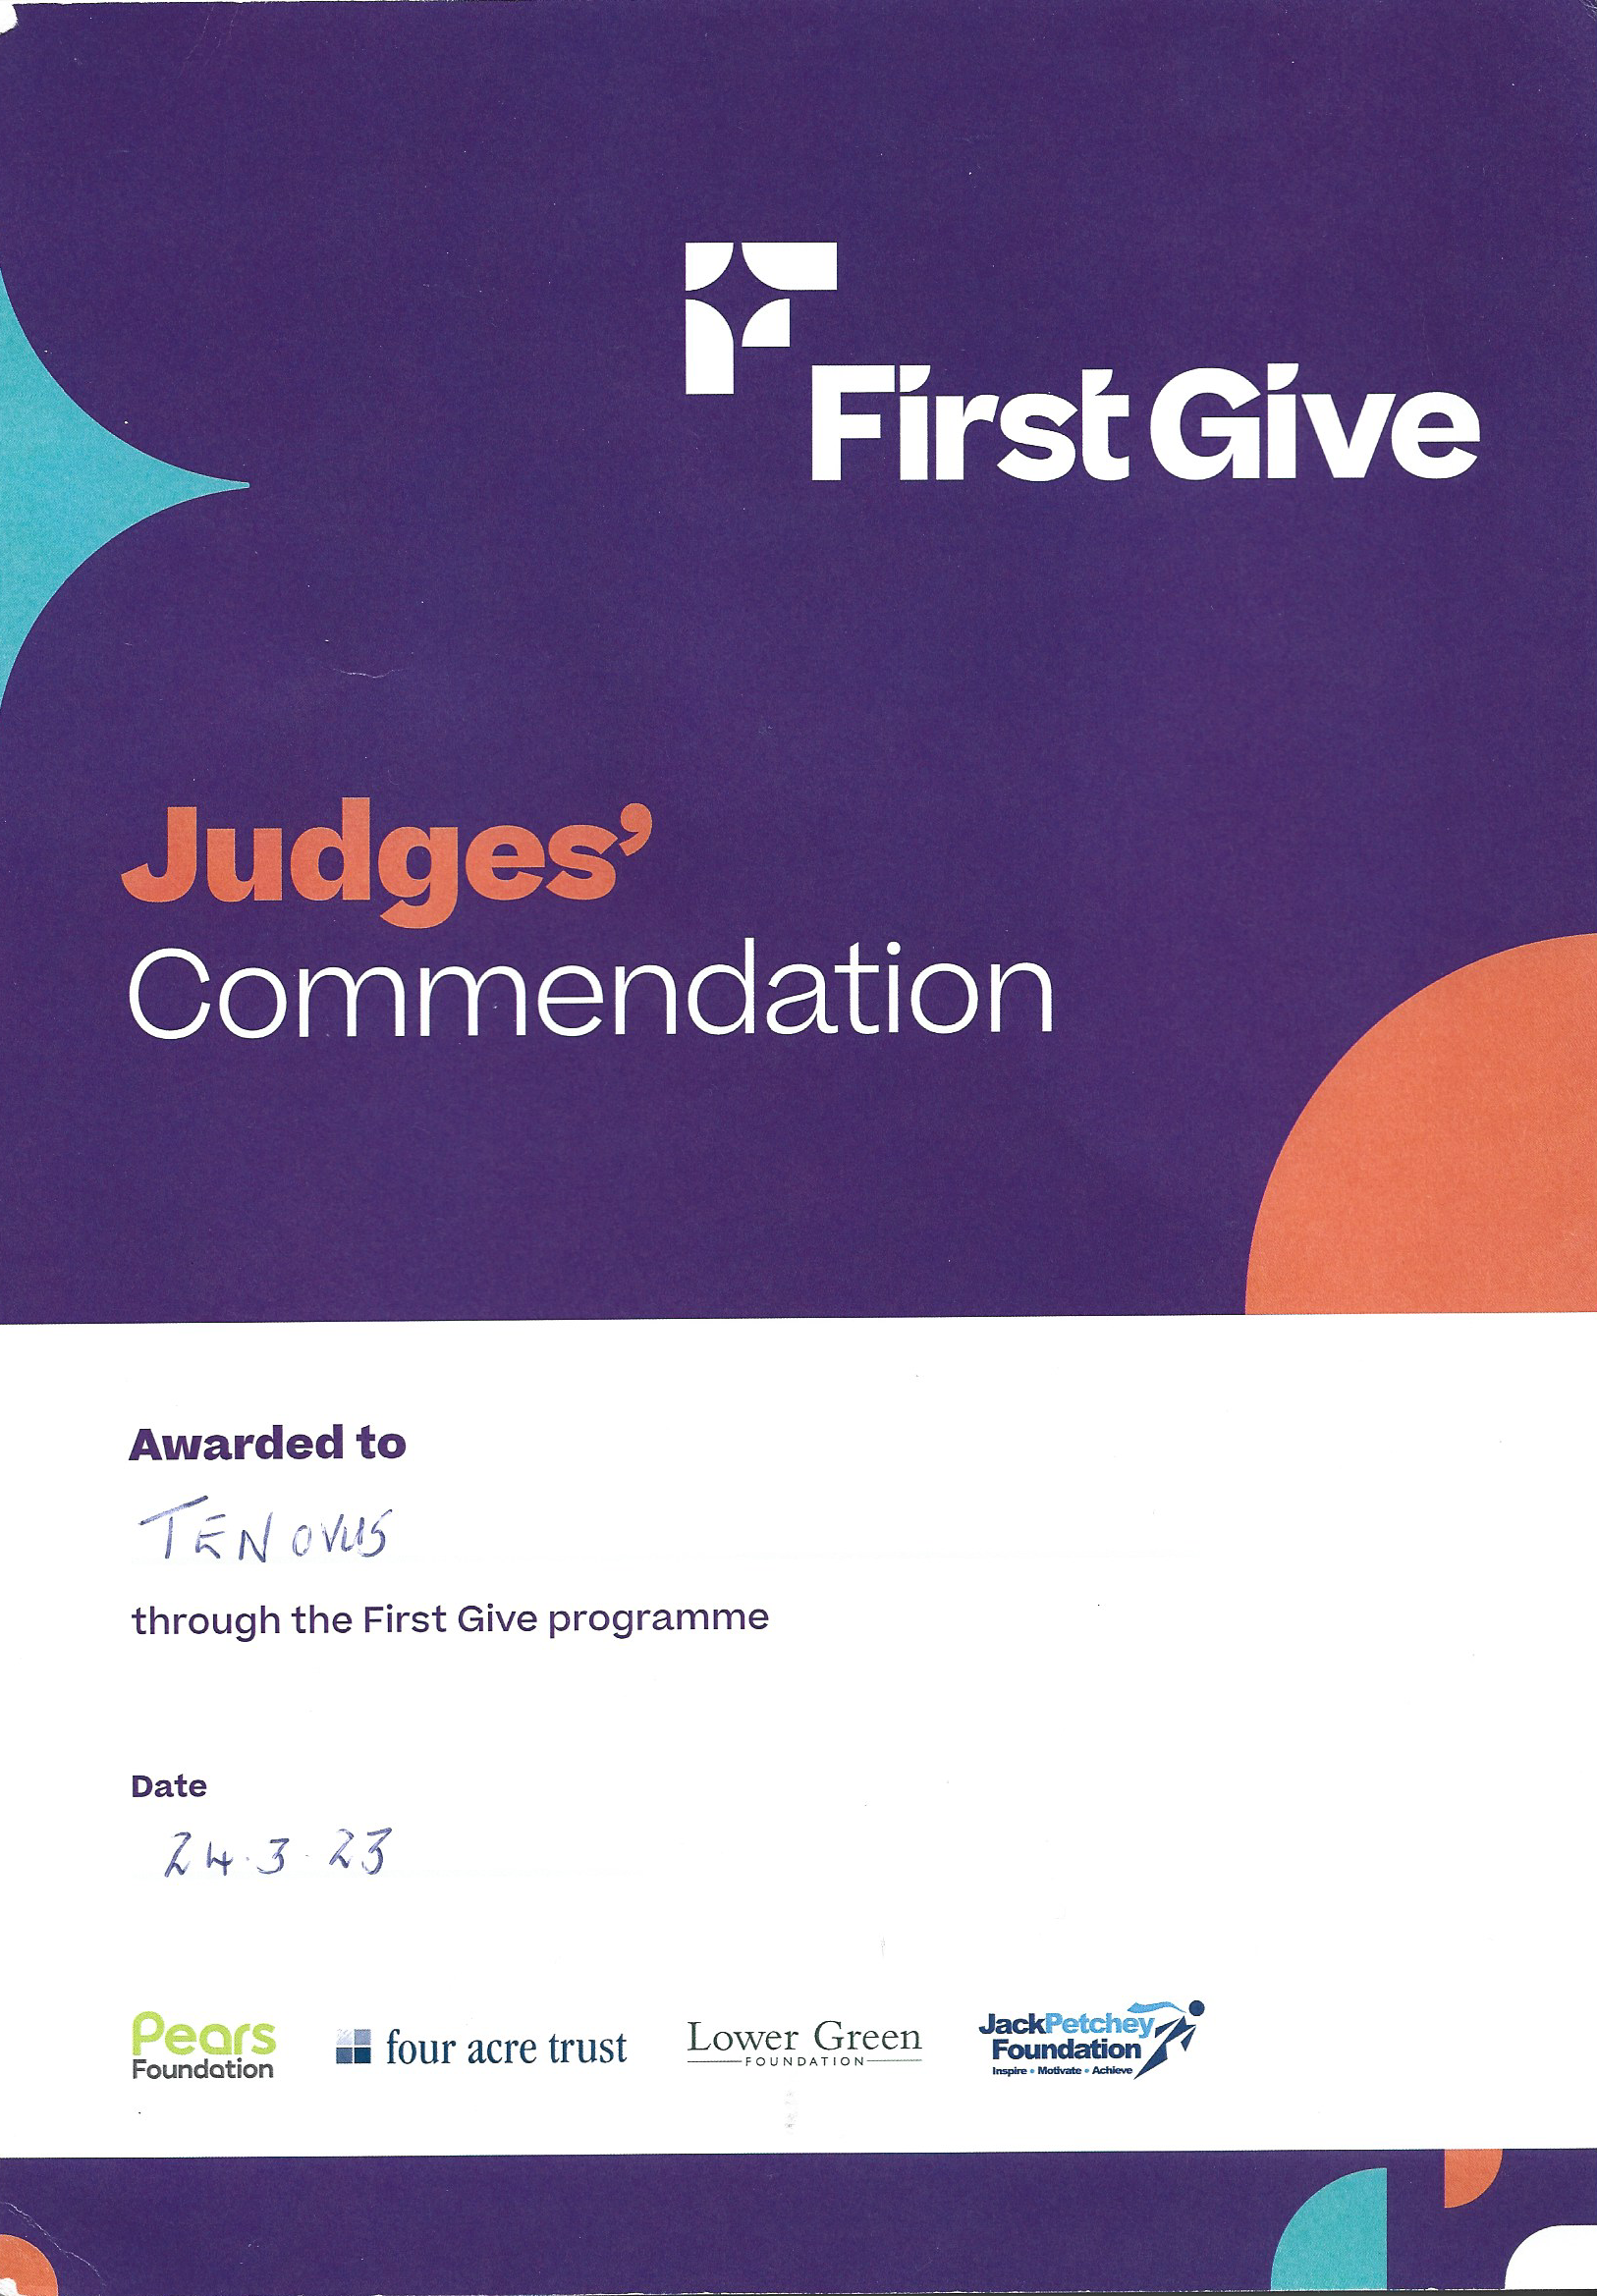 First Give
Judges’
Commendation
Awarded to
TENOVUS
through the First Give programme
Date
24.3.23
Pears
Foundation
four acre trust
Lower Green
FOUNDATION
JackPetchey
Foundation
Inspire • Motivate • Achieve